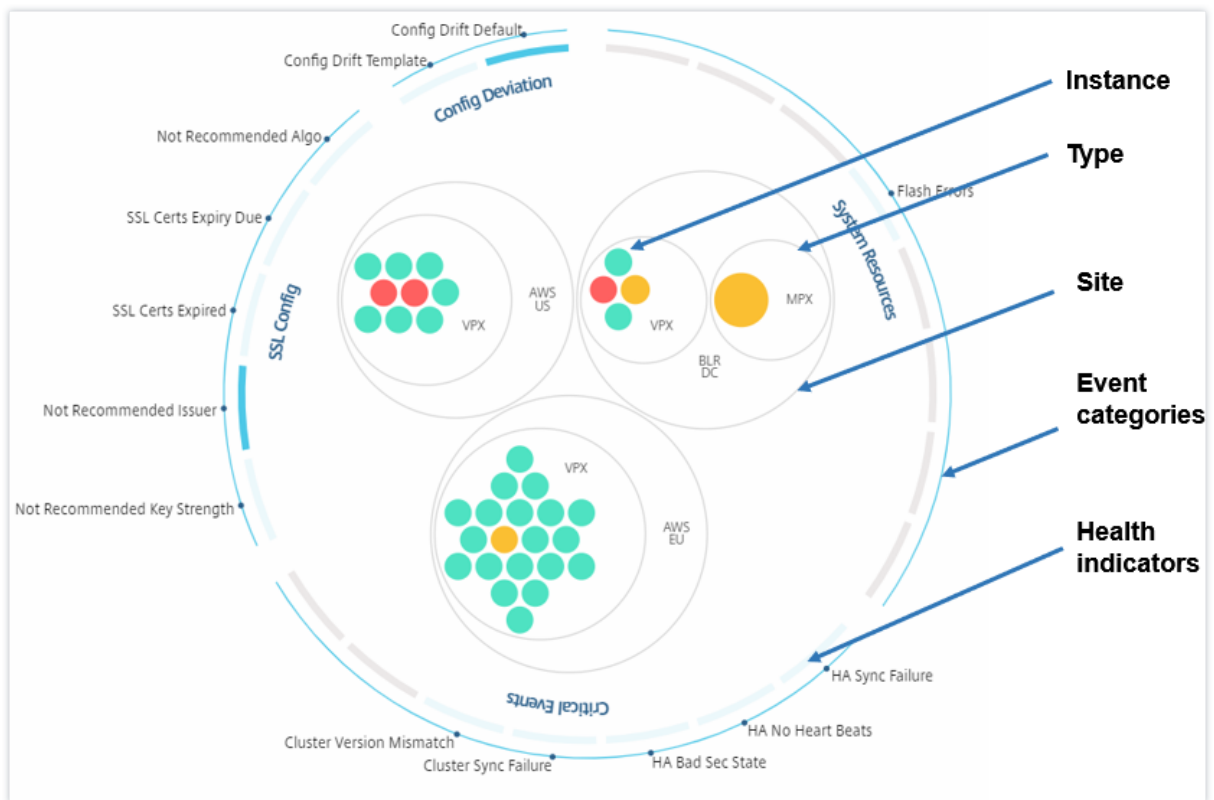 Config Drift Default
Config Drift Template
Config Deviation
Not Recommended Algo
SSL Certs Expiry Due
SSL Certs Expired
SSL Config
Not Recommended Issuer
Not Recommended Key Strength
Instance
Type
Flash Errors
System Resources
Site
Event
categories
Health
indicators
AWS
US
VPX
VPX
MPX
BLR
DC
VPX
AWS
EU
Critical Events
HA Sync Failure
HA No Heart Beats
HA Bad Sec State
Cluster Version Mismatch
Cluster Sync Failure